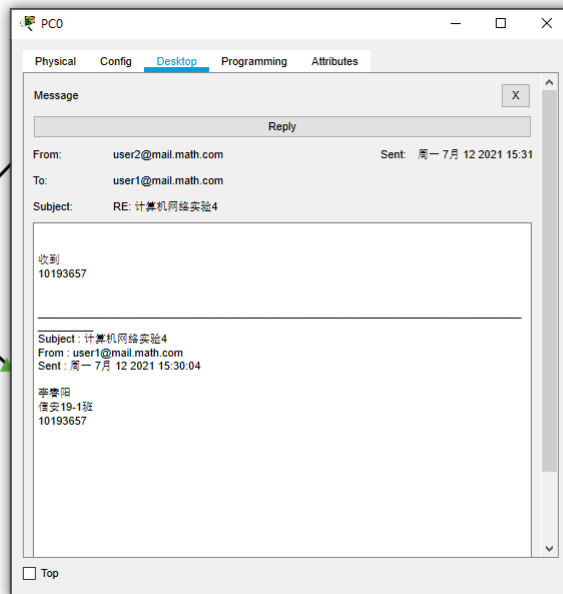 PC0
Physical Config Desktop Programming Attributes
Message
X
Reply
From: user2@mail.math.com Sent: 周一 7月 12 2021 15:31
To: user1@mail.math.com
Subject: RE: 计算机网络实验4
收到
10193657
Subject : 计算机网络实验4
From : user1@mail.math.com
Sent : 周一 7月 12 2021 15:30:04
李春阳
信安19-1班
10193657
Top